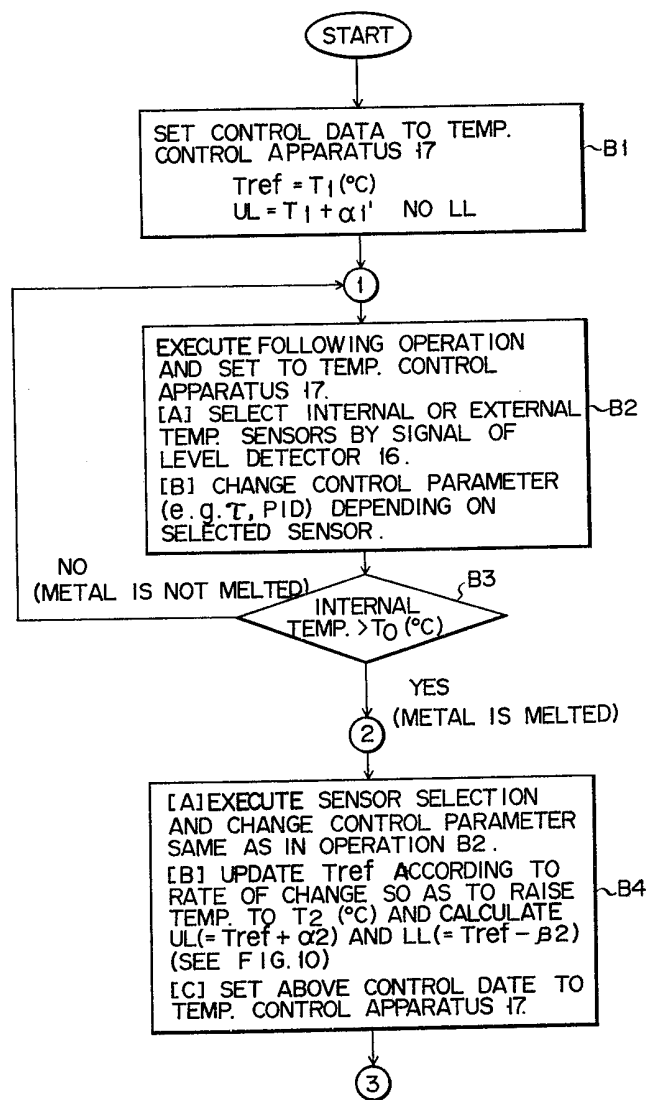 START
SET CONTROL DATA TO TEMP.
CONTROL APPARATUS 17
Tref = T1 (°C)
UL = T1 + α1' NO LL
B1
1
EXECUTE FOLLOWING OPERATION
AND SET TO TEMP. CONTROL
APPARATUS 17.
[A] SELECT INTERNAL OR EXTERNAL
TEMP. SENSORS BY SIGNAL OF
LEVEL DETECTOR 16.
[B] CHANGE CONTROL PARAMETER
(e.g. τ, PID) DEPENDING ON
SELECTED SENSOR.
B2
NO
(METAL IS NOT MELTED)
B3
INTERNAL
TEMP. > T0 (°C)
YES
(METAL IS MELTED)
2
[A] EXECUTE SENSOR SELECTION
AND CHANGE CONTROL PARAMETER
SAME AS IN OPERATION B2.
[B] UPDATE Tref ACCORDING TO
RATE OF CHANGE SO AS TO RAISE
TEMP. TO T2 (°C) AND CALCULATE
UL(= Tref + α2) AND LL(= Tref − β2)
(SEE FIG. 10)
[C] SET ABOVE CONTROL DATE TO
TEMP. CONTROL APPARATUS 17.
B4
3